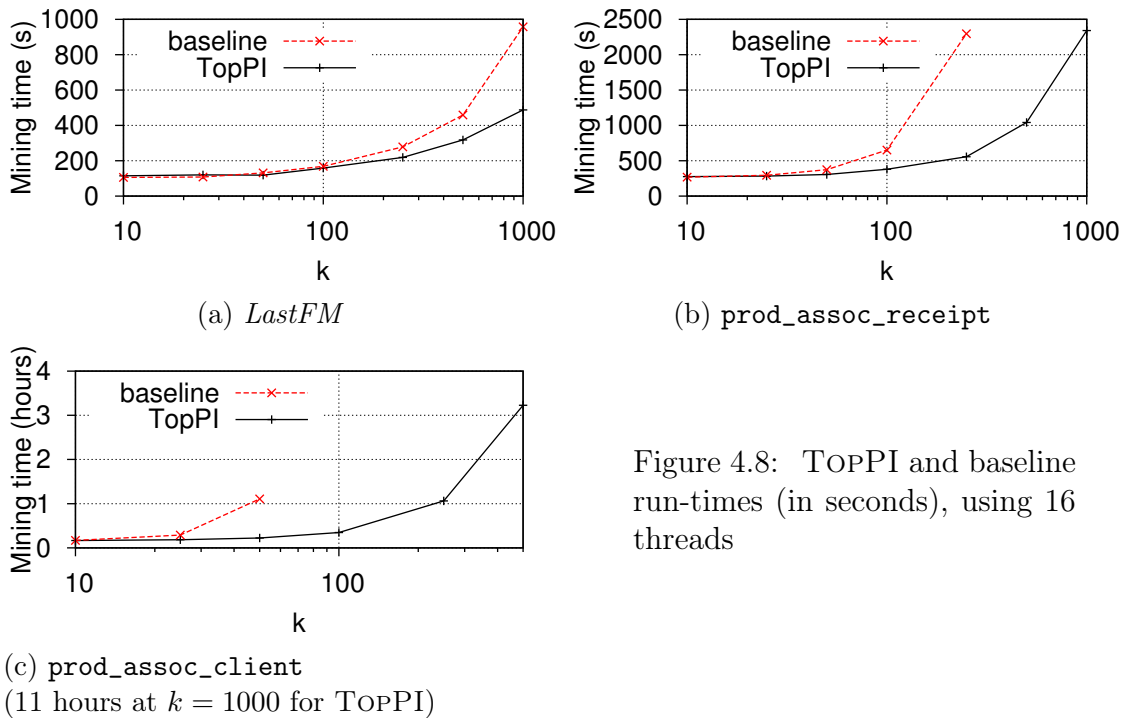 1000
800
600
400
200
0
Mining time (s)
baseline
TopPI
10
100
1000
k
(a) LastFM
2500
2000
1500
1000
500
0
Mining time (s)
baseline
TopPI
10
100
1000
k
(b) prod_assoc_receipt
4
3
2
1
0
Mining time (hours)
baseline
TopPI
10
100
k
(c) prod_assoc_client
(11 hours at k = 1000 for TOPPI)
Figure 4.8: TOPPI and baseline
run-times (in seconds), using 16
threads